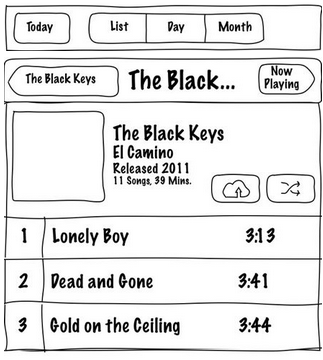 Today List Day Month
The Black Keys The Black... Now Playing
The Black Keys
El Camino
Released 2011
11 Songs, 39 Mins.
1 Lonely Boy 3:13
2 Dead and Gone 3:41
3 Gold on the Ceiling 3:44